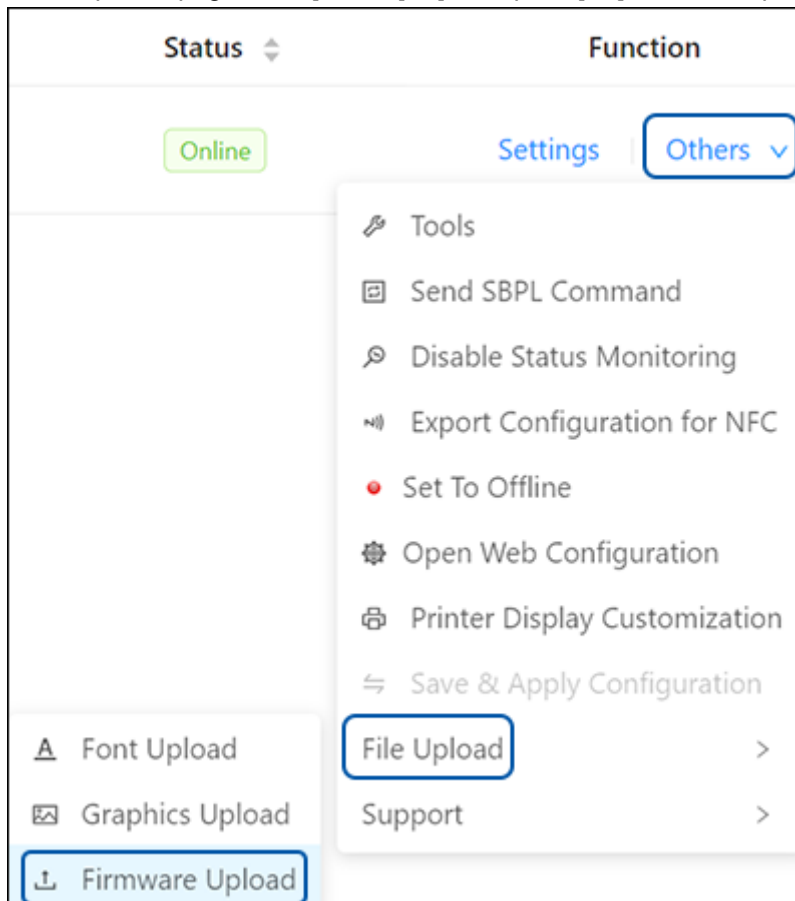 Status Function
Online Settings Others
Tools
Send SBPL Command
Disable Status Monitoring
Export Configuration for NFC
Set To Offline
Open Web Configuration
Printer Display Customization
Save & Apply Configuration
File Upload >
Support >
Font Upload
Graphics Upload
Firmware Upload